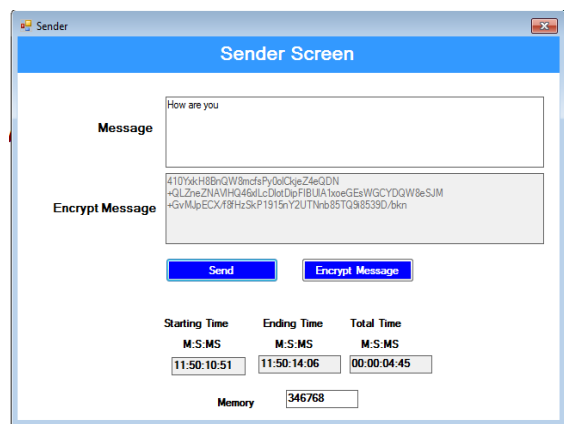 Sender
Sender Screen
Message
How are you
Encrypt Message
410YxkH8BnQW8mcfsPy0olCkjeZ4eQDN
+QLZneZNAVlHQ46xlLcDlotDipFIBUlA1xoeGEsWGCYDQW8eSJM
+GvMJpECX/f8fHzSkP1915nY2UTNnb85TQ9i8539D/bkn
Send
Encrypt Message
Starting Time Ending Time Total Time
M:S:MS M:S:MS M:S:MS
11:50:10:51 11:50:14:06 00:00:04:45
Memory 346768